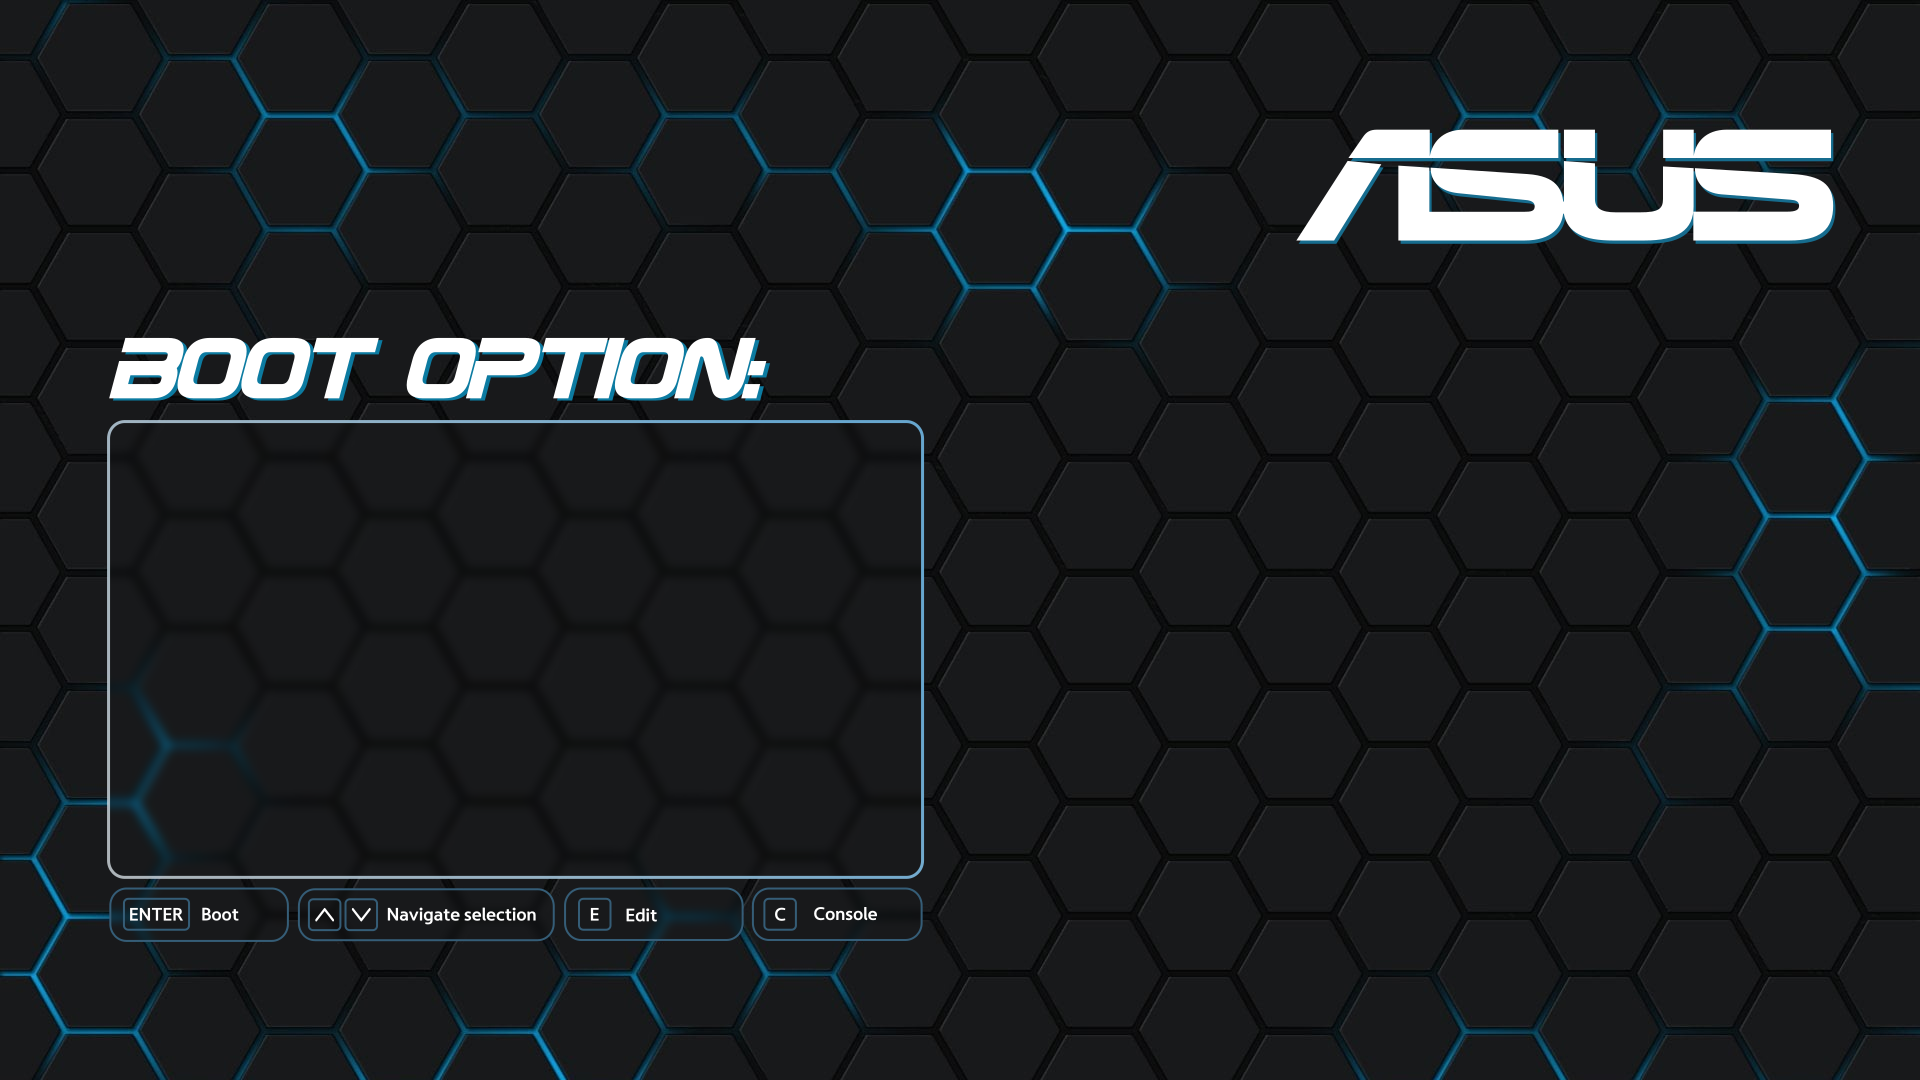 ASUS
BOOT OPTION:
ENTER Boot
Navigate selection
E Edit
C Console